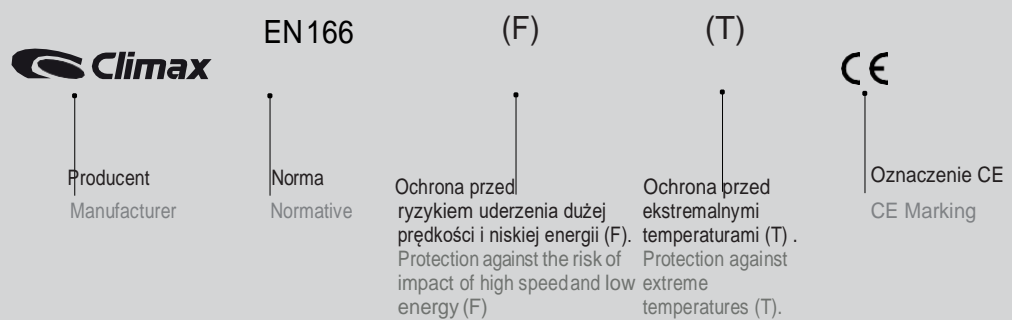 Climax
EN 166
(F)
(T)
CE
Producent
Manufacturer
Norma
Normative
Ochrona przed
ryzykiem uderzenia dużej
prędkości i niskiej energii (F).
Protection against the risk of
impact of high speed and low
energy (F)
Ochrona przed
ekstremalnymi
temperaturami (T) .
Protection against
extreme
temperatures (T).
Oznaczenie CE
CE Marking